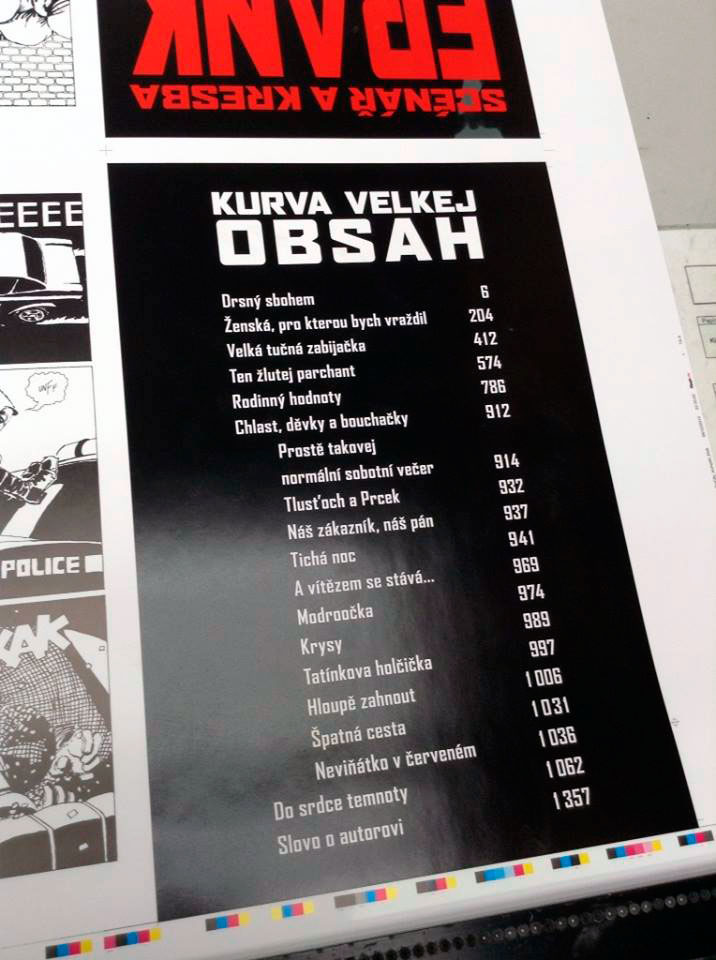 SCÉNÁŘ A KRESBA
FRANK
KURVA VELKEJ
OBSAH
Drsný sbohem 6
Ženská, pro kterou bych vraždil 204
Velká tučná zabijačka 412
Ten žlutej parchant 574
Rodinný hodnoty 786
Chlast, děvky a bouchačky 912
Prostě takovej
normální sobotní večer 914
Tlusťoch a Prcek 932
Náš zákazník, náš pán 937
Tichá noc 941
A vítězem se stává... 969
Modroočka 974
Krysy 989
Tatínkova holčička 997
Hloupě zahnout 1 006
Špatná cesta 1 031
Neviňátko v červeném 1 036
Do srdce temnoty 1 062
Slovo o autorovi 1 357
EEEE
POLICE
KAK